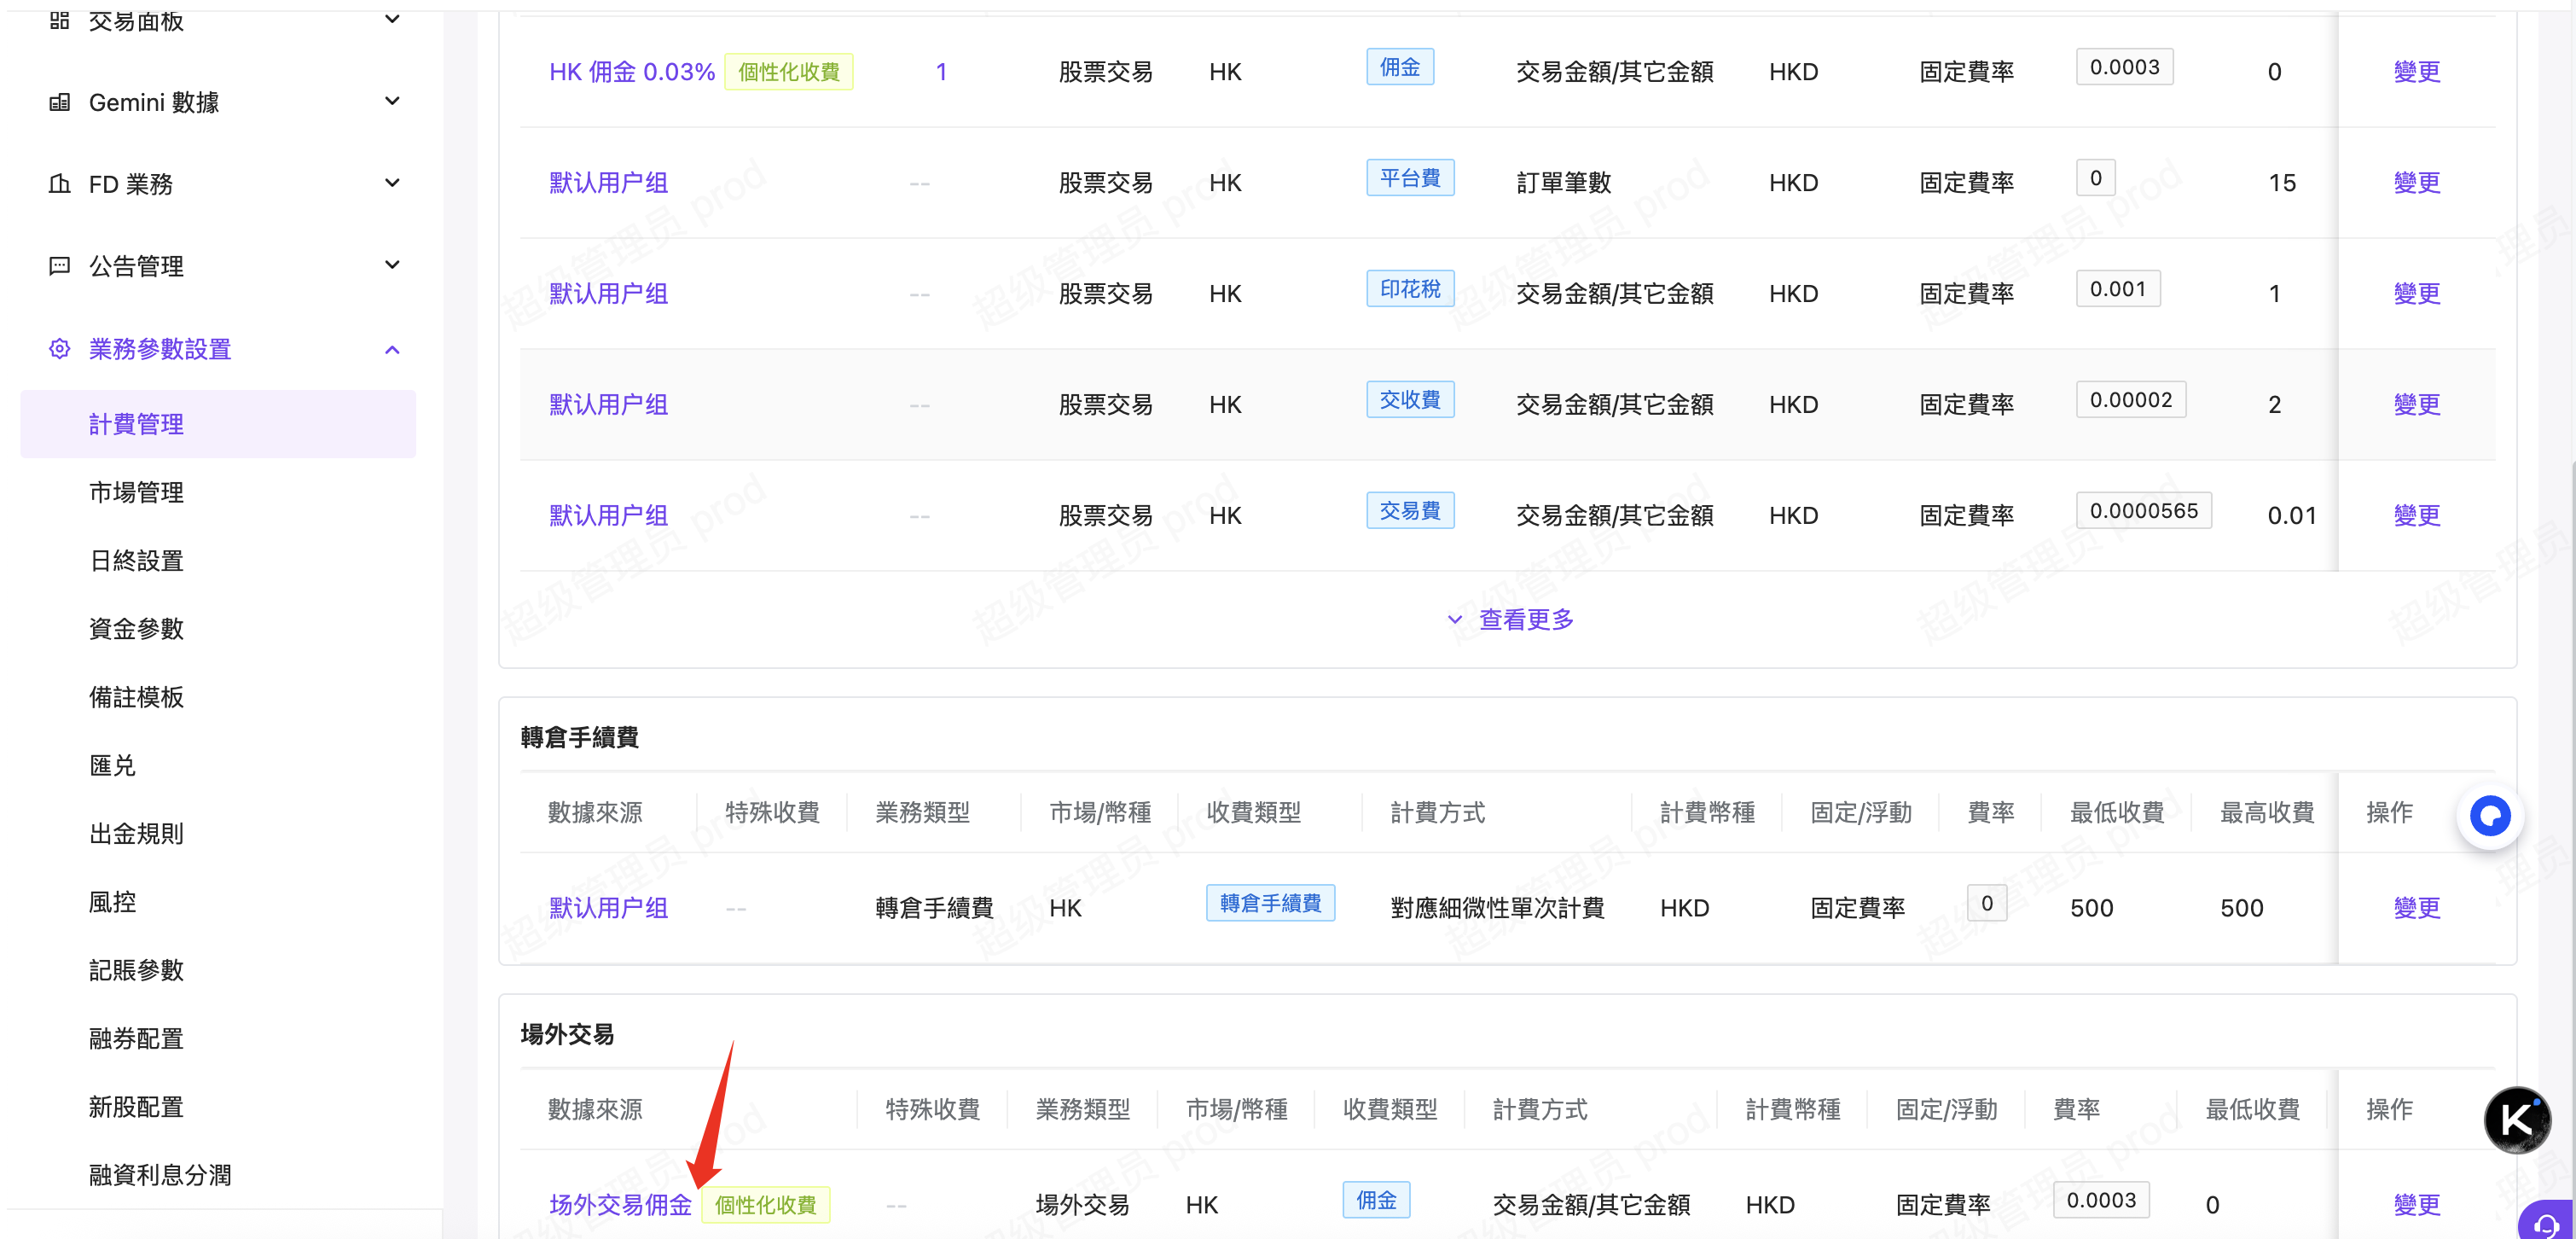 交易面板
Gemini 數據
FD 業務
公告管理
業務參數設置
計費管理
市場管理
日終設置
資金參數
備註模板
匯兑
出金規則
風控
記賬參數
融券配置
新股配置
融資利息分潤
HK 佣金 0.03% 個性化收費 1 股票交易 HK 佣金 交易金額/其它金額 HKD 固定費率 0.0003 0 變更
默认用户组 -- 股票交易 HK 平台費 訂單筆數 HKD 固定費率 0 15 變更
默认用户组 -- 股票交易 HK 印花稅 交易金額/其它金額 HKD 固定費率 0.001 1 變更
默认用户组 -- 股票交易 HK 交收費 交易金額/其它金額 HKD 固定費率 0.00002 2 變更
默认用户组 -- 股票交易 HK 交易費 交易金額/其它金額 HKD 固定費率 0.0000565 0.01 變更
查看更多
轉倉手續費
數據來源 特殊收費 業務類型 市場/幣種 收費類型 計費方式 計費幣種 固定/浮動 費率 最低收費 最高收費 操作
默认用户组 -- 轉倉手續費 HK 轉倉手續費 對應細微性單次計費 HKD 固定費率 0 500 500 變更
場外交易
數據來源 特殊收費 業務類型 市場/幣種 收費類型 計費方式 計費幣種 固定/浮動 費率 最低收費 操作
场外交易佣金 個性化收費 -- 場外交易 HK 佣金 交易金額/其它金額 HKD 固定費率 0.0003 0 變更
K
超级管理员 prod